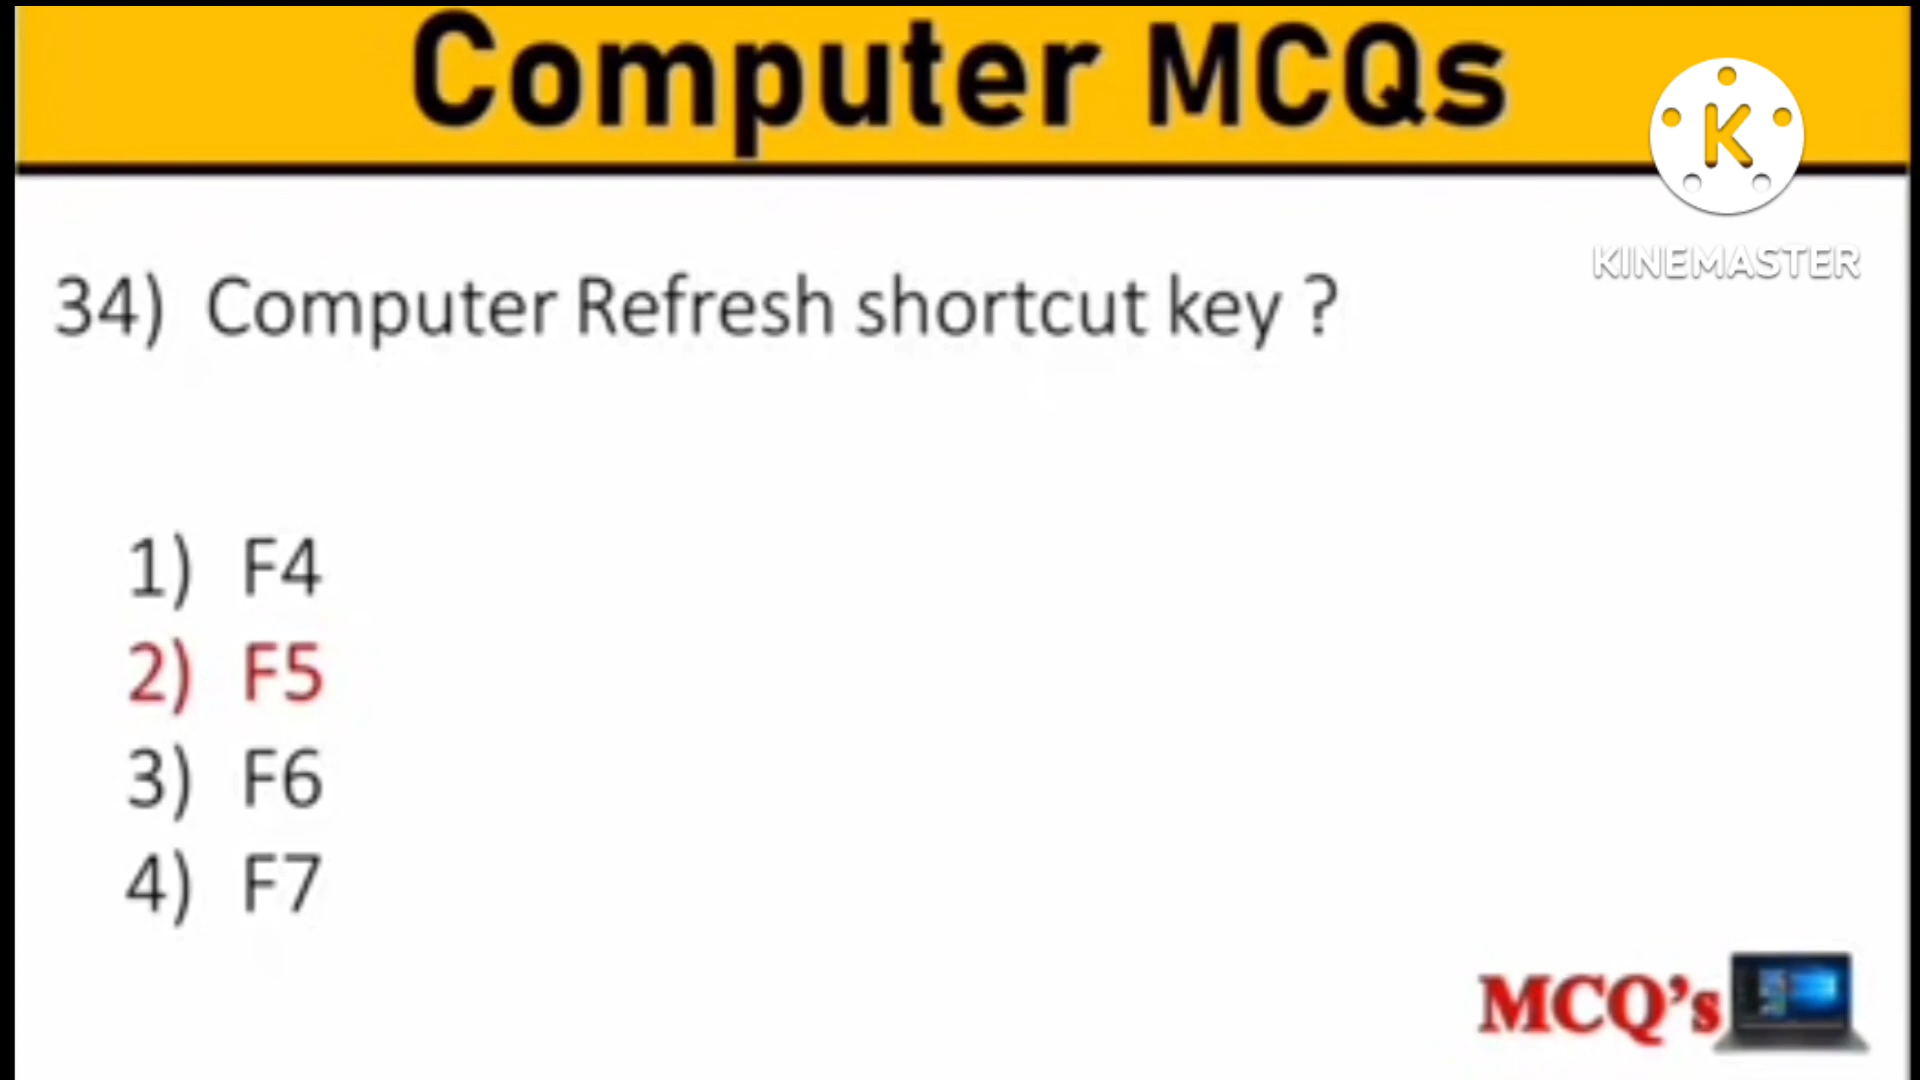 Computer MCQs
K
KINEMASTER
34) Computer Refresh shortcut key ?
1) F4
2) F5
3) F6
4) F7
MCQ's